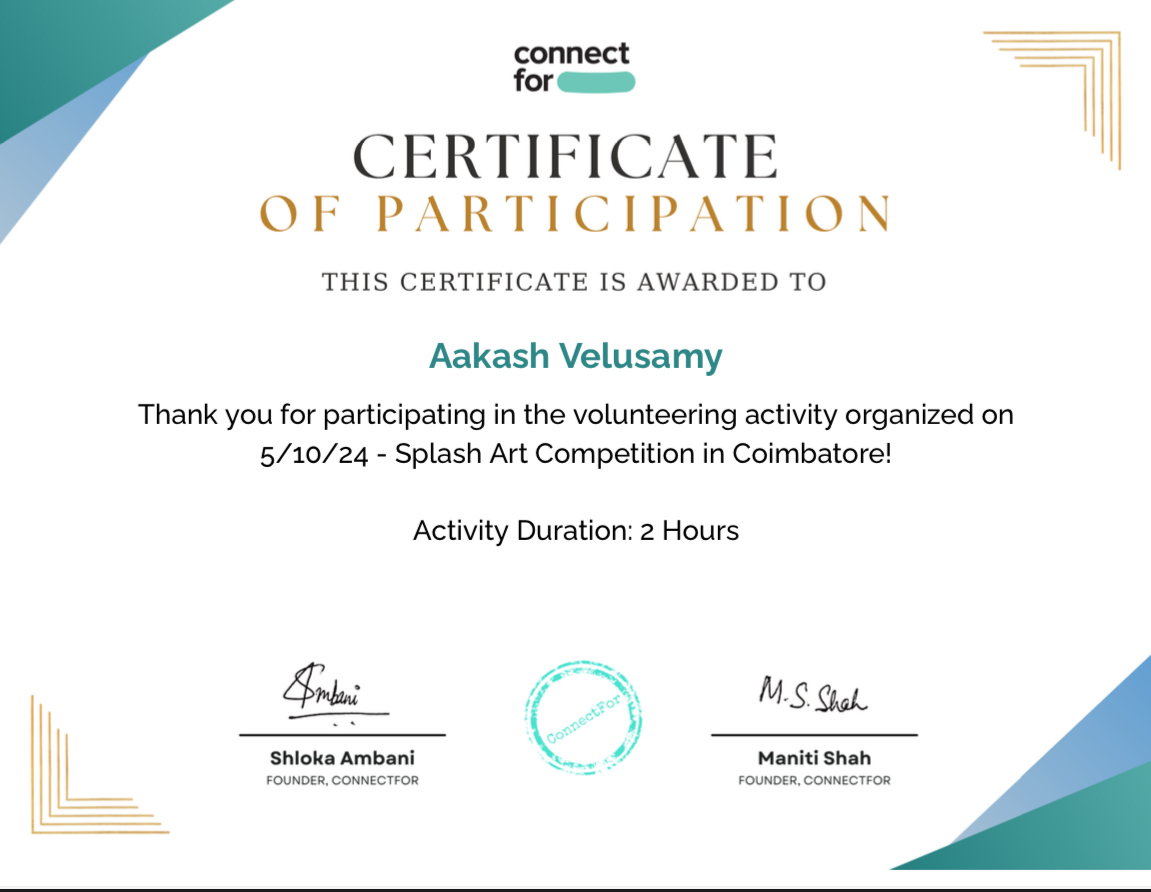 connect
for
CERTIFICATE
OF PARTICIPATION
THIS CERTIFICATE IS AWARDED TO
Aakash Velusamy
Thank you for participating in the volunteering activity organized on
5/10/24 - Splash Art Competition in Coimbatore!
Activity Duration: 2 Hours
SAmbani
M.S.Shah
ConnectFor
Shloka Ambani
Maniti Shah
FOUNDER, CONNECTFOR
FOUNDER, CONNECTFOR